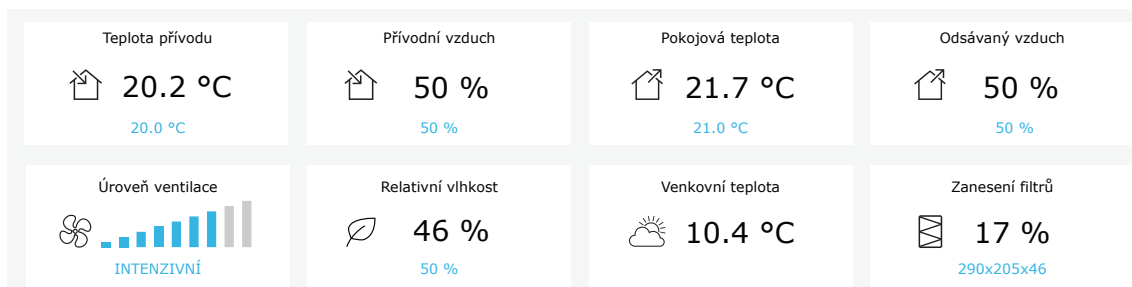 Teplota přívodu
20.2 °C
20.0 °C
Přívodní vzduch
50 %
50 %
Pokojová teplota
21.7 °C
21.0 °C
Odsávaný vzduch
50 %
50 %
Úroveň ventilace
INTENZIVNÍ
Relativní vlhkost
46 %
50 %
Venkovní teplota
10.4 °C
Zanesení filtrů
17 %
290x205x46